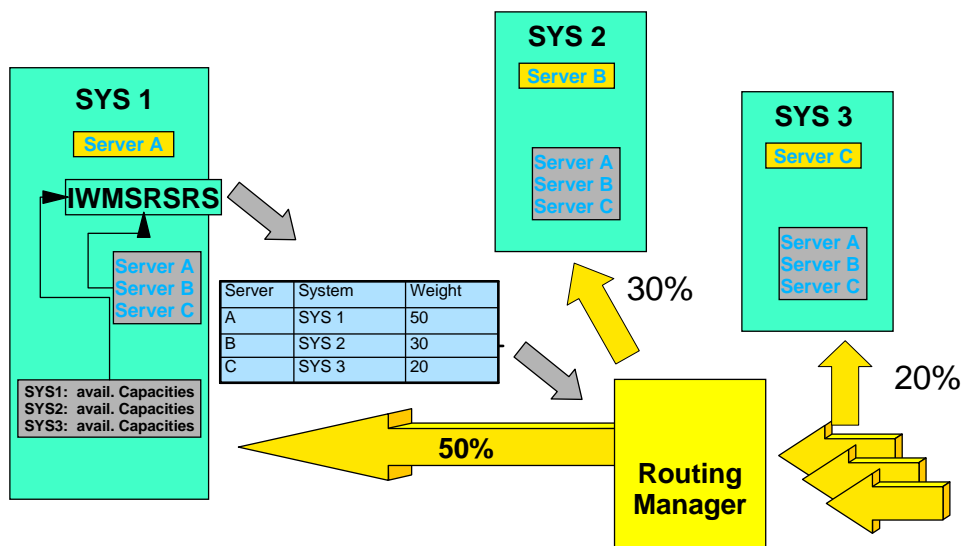 SYS 1
Server A
IWMSRSRS
Server A
Server B
Server C
SYS1:  avail. Capacities
SYS2:  avail. Capacities
SYS3:  avail. Capacities
SYS 2
Server B
Server A
Server B
Server C
SYS 3
Server C
Server A
Server B
Server C
Server System Weight
A SYS 1 50
B SYS 2 30
C SYS 3 20
30%
20%
50%
Routing
Manager